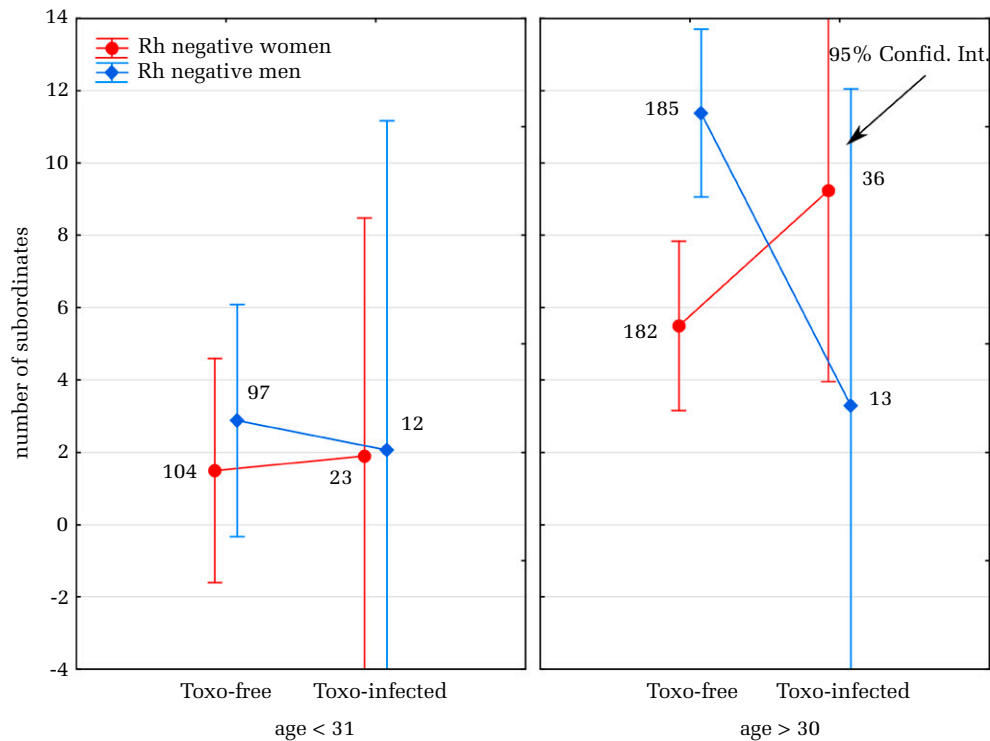 14
12
10
8
6
4
2
0
-2
-4
number of subordinates
Rh negative women
Rh negative men
97
104
12
23
Toxo-free Toxo-infected
age < 31
95% Confid. Int.
185
36
182
13
Toxo-free Toxo-infected
age > 30